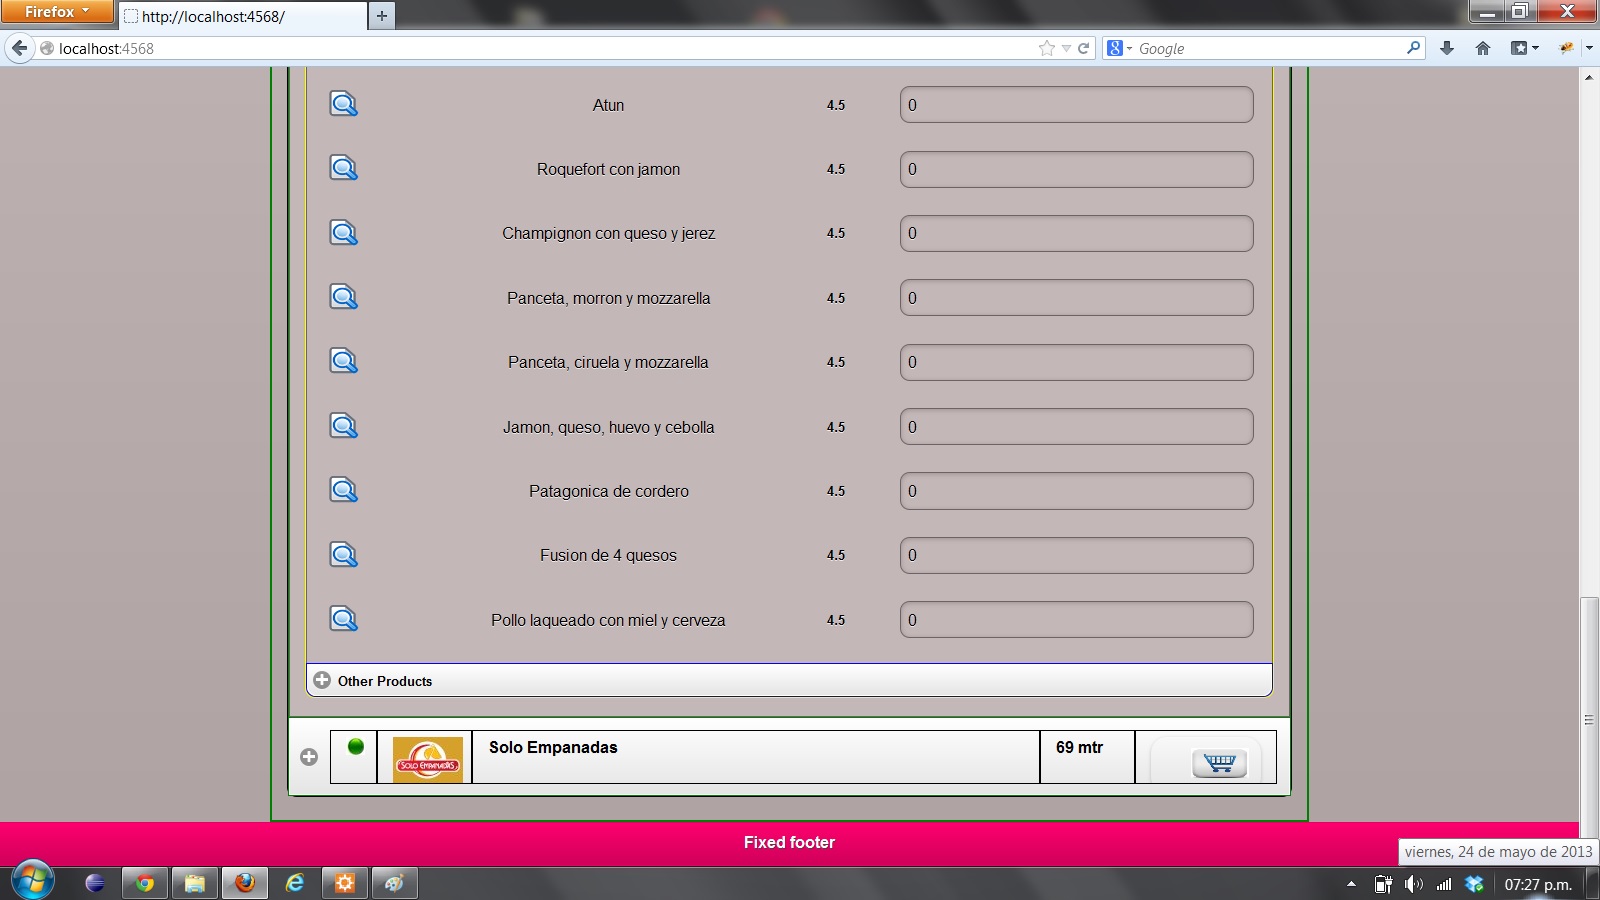 Firefox
http://localhost:4568/
localhost:4568
Google
Atun 4.5 0
Roquefort con jamon 4.5 0
Champignon con queso y jerez 4.5 0
Panceta, morron y mozzarella 4.5 0
Panceta, ciruela y mozzarella 4.5 0
Jamon, queso, huevo y cebolla 4.5 0
Patagonica de cordero 4.5 0
Fusion de 4 quesos 4.5 0
Pollo laqueado con miel y cerveza 4.5 0
Other Products
SOLO EMPANADAS Solo Empanadas 69 mtr
Fixed footer
viernes, 24 de mayo de 2013
07:27 p.m.